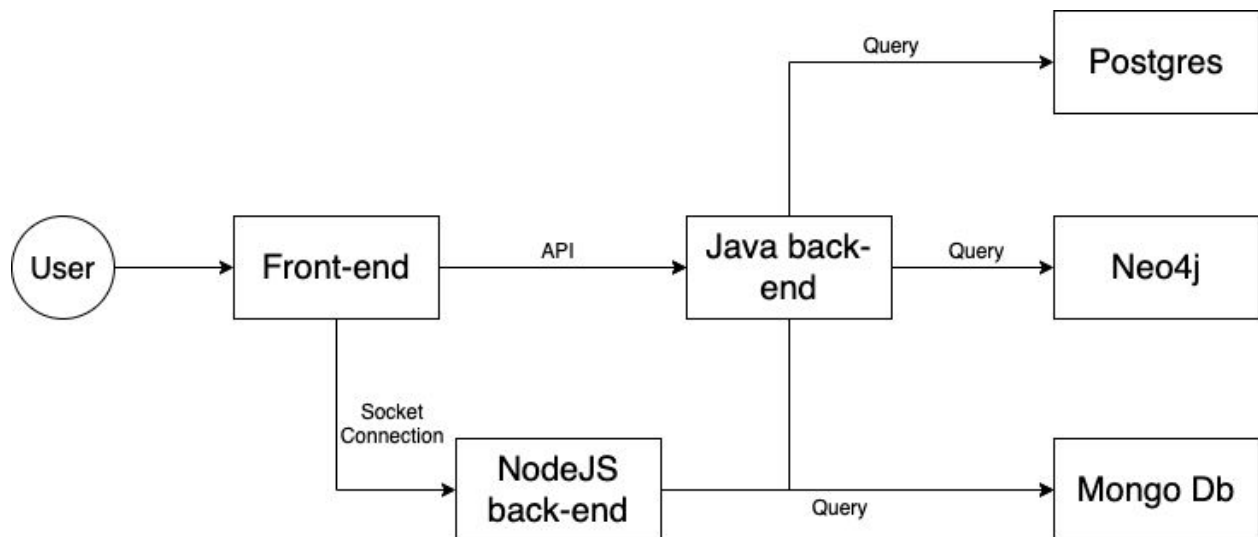 Query
Postgres
User
Front-end
API
Java back-
end
Query
Neo4j
Socket
Connection
NodeJS
back-end
Query
Mongo Db